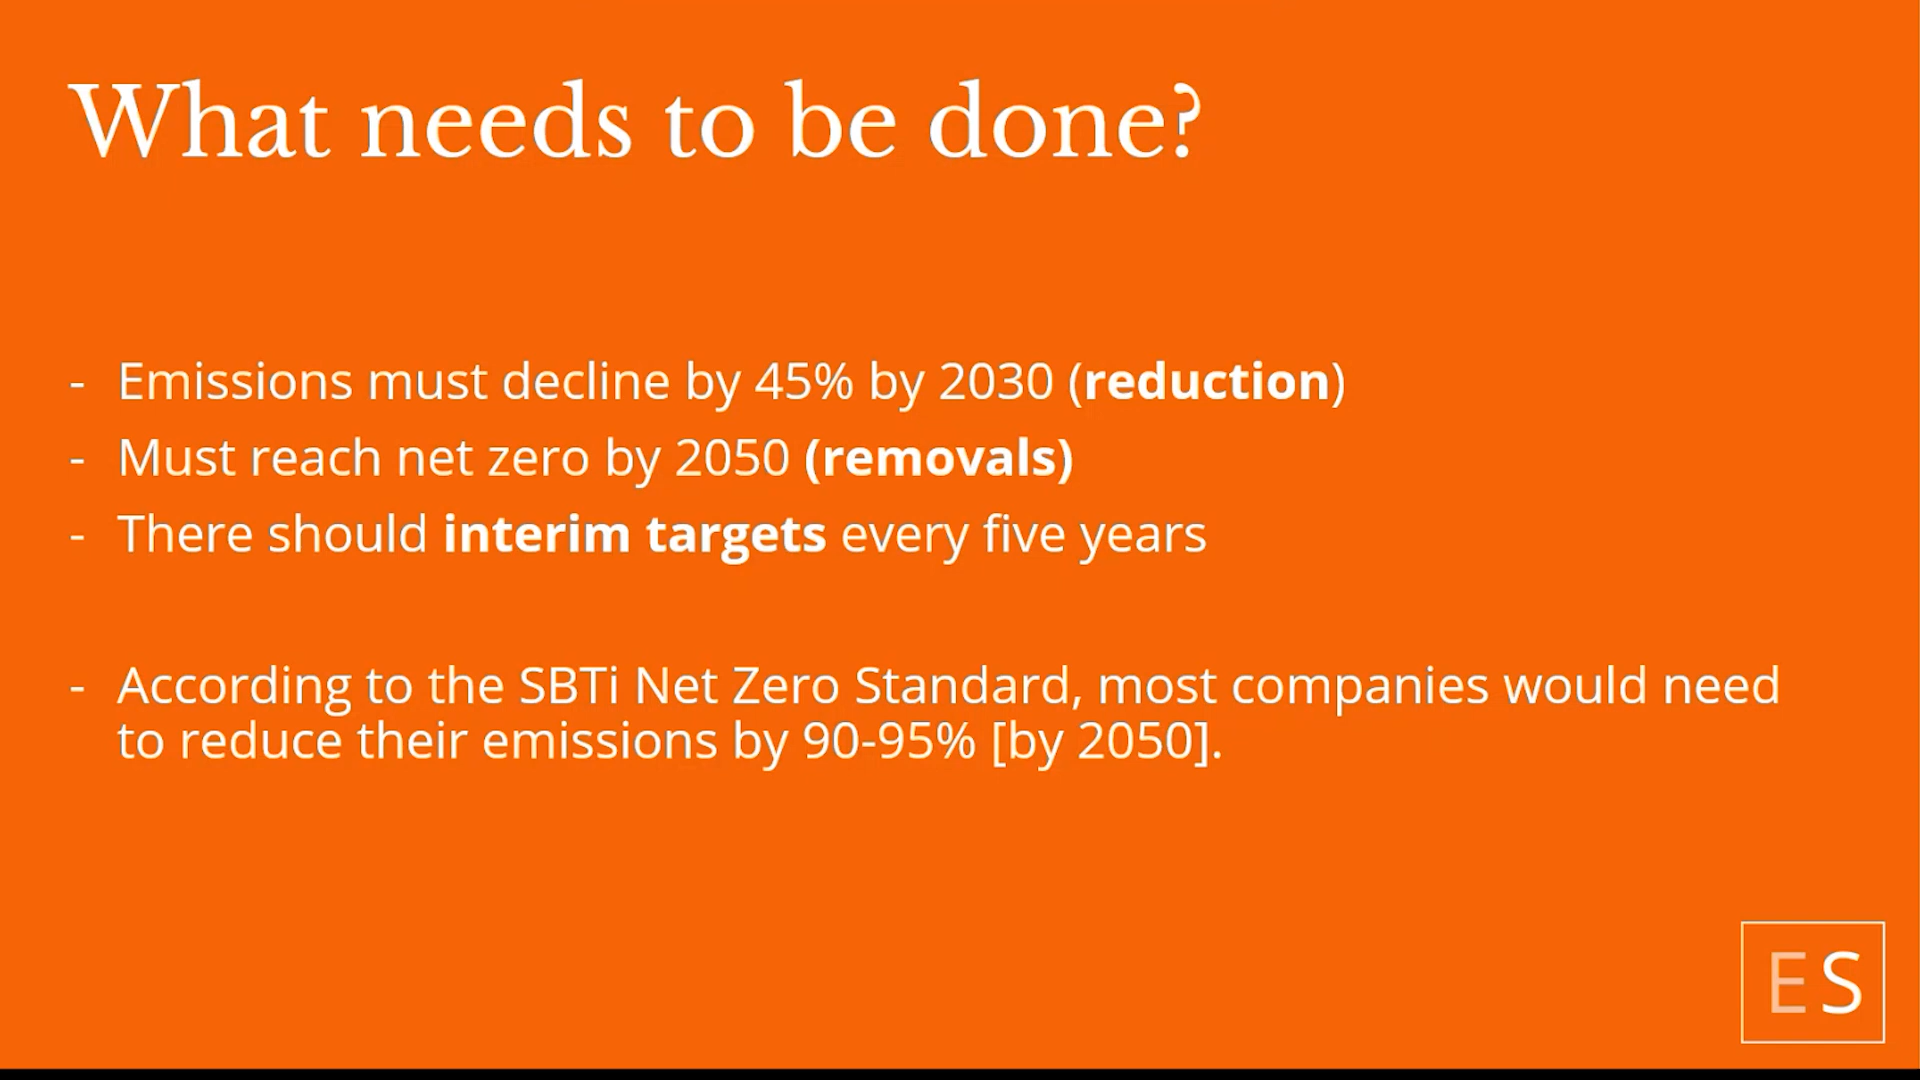 What needs to be done?
- Emissions must decline by 45% by 2030 (reduction)
- Must reach net zero by 2050 (removals)
- There should interim targets every five years
- According to the SBTi Net Zero Standard, most companies would need
to reduce their emissions by 90-95% [by 2050].
ES